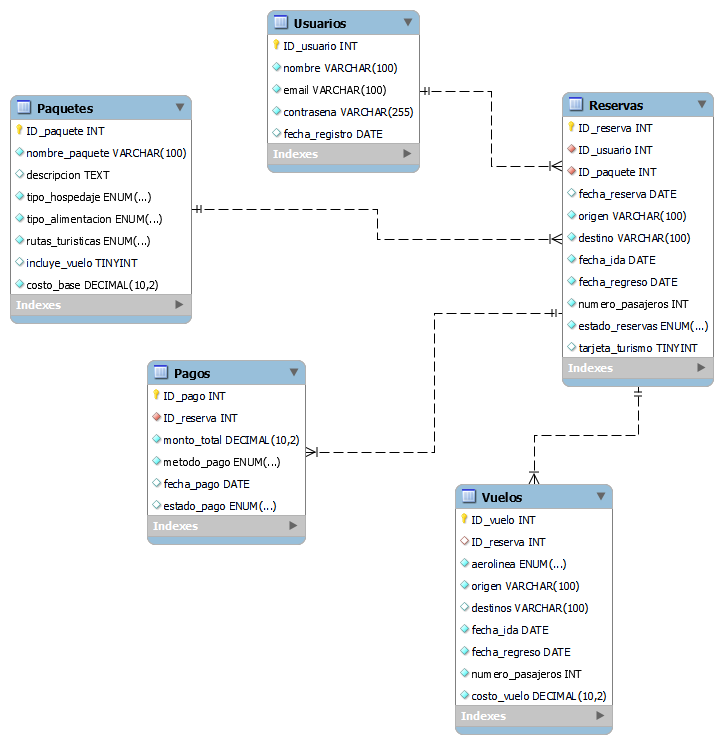 Usuarios
ID_usuario INT
nombre VARCHAR(100)
email VARCHAR(100)
contrasena VARCHAR(255)
fecha_registro DATE
Indexes
Paquetes
ID_paquete INT
nombre_paquete VARCHAR(100)
descripcion TEXT
tipo_hospedaje ENUM(...)
tipo_alimentacion ENUM(...)
rutas_turisticas ENUM(...)
incluye_vuelo TINYINT
costo_base DECIMAL(10,2)
Indexes
Reservas
ID_reserva INT
ID_usuario INT
ID_paquete INT
fecha_reserva DATE
origen VARCHAR(100)
destino VARCHAR(100)
fecha_ida DATE
fecha_regreso DATE
numero_pasajeros INT
estado_reservas ENUM(...)
tarjeta_turismo TINYINT
Indexes
Pagos
ID_pago INT
ID_reserva INT
monto_total DECIMAL(10,2)
metodo_pago ENUM(...)
fecha_pago DATE
estado_pago ENUM(...)
Indexes
Vuelos
ID_vuelo INT
ID_reserva INT
aerolinea ENUM(...)
origen VARCHAR(100)
destinos VARCHAR(100)
fecha_ida DATE
fecha_regreso DATE
numero_pasajeros INT
costo_vuelo DECIMAL(10,2)
Indexes